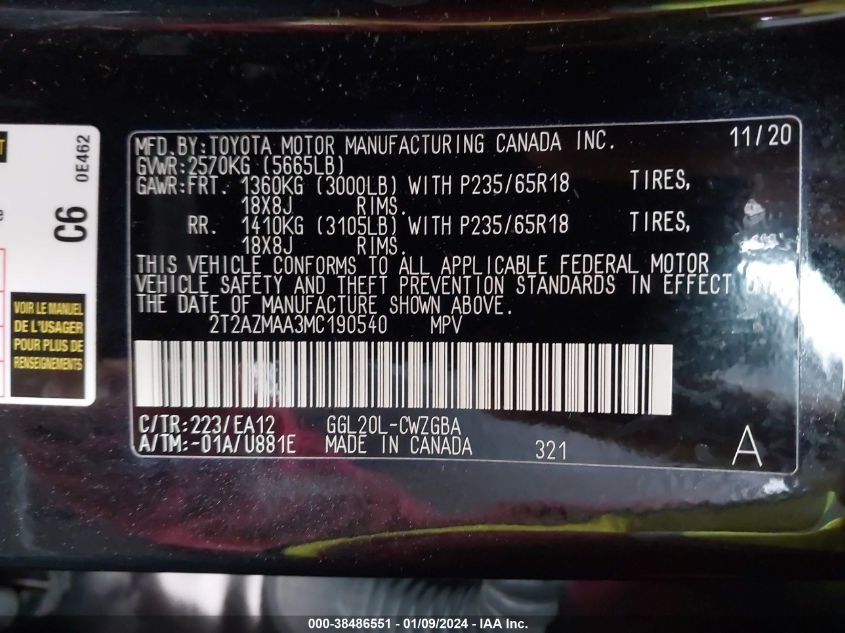 MFD.BY:TOYOTA MOTOR MANUFACTURING CANADA INC. 11/20
GVWR:2570KG (5665LB)
GAWR:FRT. 1360KG (3000LB) WITH P235/65R18 TIRES,
18X8J RIMS.
RR. 1410KG (3105LB) WITH P235/65R18 TIRES,
18X8J RIMS.
THIS VEHICLE CONFORMS TO ALL APPLICABLE FEDERAL MOTOR
VEHICLE SAFETY AND THEFT PREVENTION STANDARDS IN EFFECT ON
THE DATE OF MANUFACTURE SHOWN ABOVE.
2T2AZMAA3MC190540 MPV
C/TR:223/EA12 GGL20L-CWZGBA
A/TM:-01A/U881E MADE IN CANADA 321 A
C6 0E462
VOIR LE MANUEL
DE L'USAGER
POUR PLUS DE
RENSEIGNEMENTS
000-38486551 - 01/09/2024 - IAA Inc.